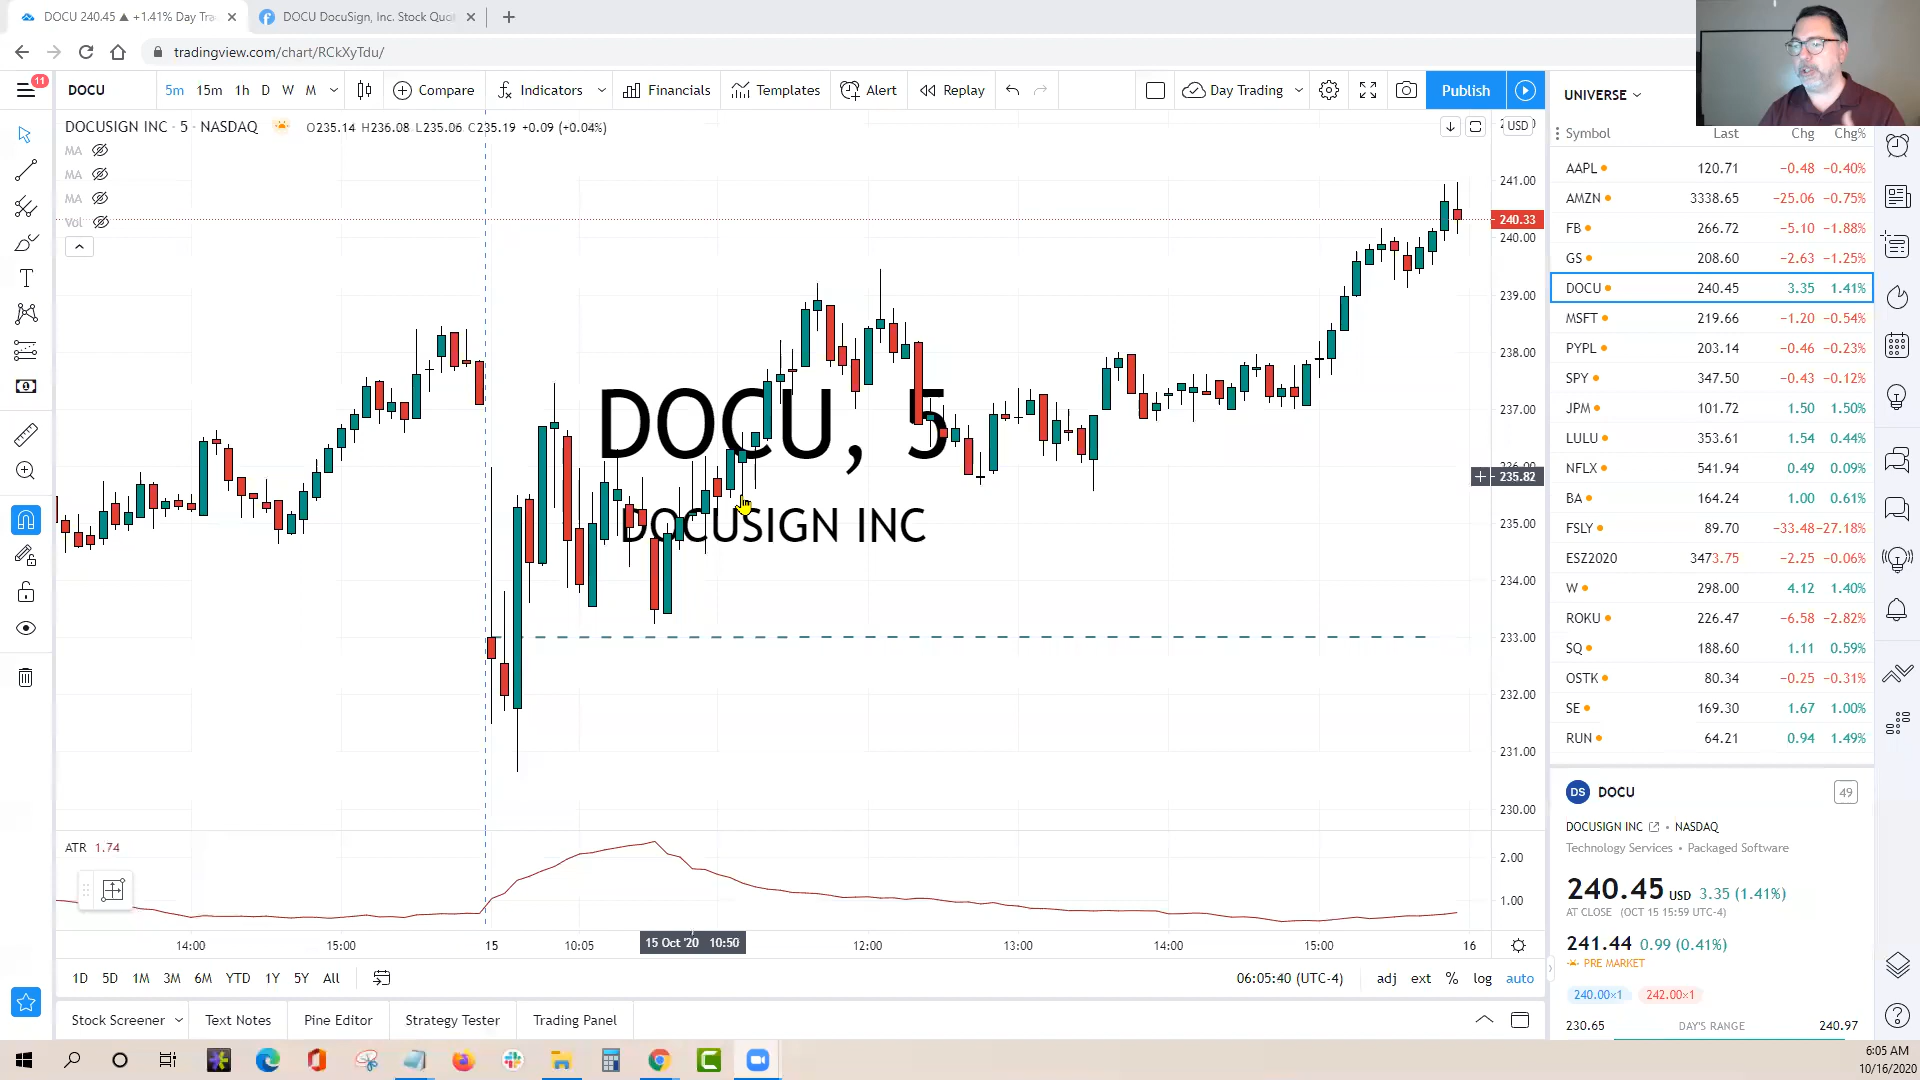 DOCU 240.45 ▲ +1.41% Day Tra
DOCU DocuSign, Inc. Stock Quo
tradingview.com/chart/RCkXyTdu/
11
DOCU 5m 15m 1h D W M Compare Indicators Financials Templates Alert Replay Day Trading Publish
DOCUSIGN INC · 5 · NASDAQ O235.14 H236.08 L235.06 C235.19 +0.09 (+0.04%)
USD
MA
MA
MA
Vol
241.00
240.33
240.00
239.00
238.00
237.00
235.82
235.00
234.00
233.00
232.00
231.00
230.00
DOCU, 5
DOCUSIGN INC
ATR 1.74
2.00
1.00
14:00 15:00 15 10:05 15 Oct '20 10:50 12:00 13:00 14:00 15:00 16
1D 5D 1M 3M 6M YTD 1Y 5Y All 06:05:40 (UTC-4) adj ext % log auto
Stock Screener Text Notes Pine Editor Strategy Tester Trading Panel
UNIVERSE
Symbol Last Chg Chg%
AAPL 120.71 −0.48 −0.40%
AMZN 3338.65 −25.06 −0.75%
FB 266.72 −5.10 −1.88%
GS 208.60 −2.63 −1.25%
DOCU 240.45 3.35 1.41%
MSFT 219.66 −1.20 −0.54%
PYPL 203.14 −0.46 −0.23%
SPY 347.50 −0.43 −0.12%
JPM 101.72 1.50 1.50%
LULU 353.61 1.54 0.44%
NFLX 541.94 0.49 0.09%
BA 164.24 1.00 0.61%
FSLY 89.70 −33.48 −27.18%
ESZ2020 3473.75 −2.25 −0.06%
W 298.00 4.12 1.40%
ROKU 226.47 −6.58 −2.82%
SQ 188.60 1.11 0.59%
OSTK 80.34 −0.25 −0.31%
SE 169.30 1.67 1.00%
RUN 64.21 0.94 1.49%
DS DOCU 49
DOCUSIGN INC • NASDAQ
Technology Services • Packaged Software
240.45 USD 3.35 (1.41%)
AT CLOSE (OCT 15 15:59 UTC-4)
241.44 0.99 (0.41%)
PRE MARKET
240.00×1 242.00×1
230.65 DAY'S RANGE 240.97
6:05 AM
10/16/2020